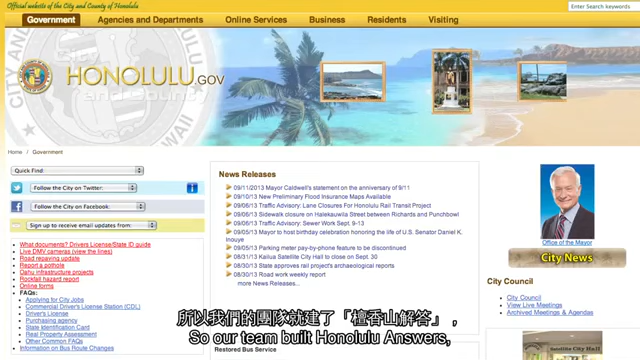 Official website of the City and County of Honolulu
Enter Search keywords
Government
Agencies and Departments
Online Services
Business
Residents
Visiting
HONOLULU.GOV
Home
Government
Quick Find:
Follow the City on Twitter:
Follow the City on Facebook:
Sign up to receive email updates from:
What documents? Drivers License/State ID guide
Live DMV cameras (view the lines)
Road repaving update
Report a pothole
Oahu infrastructure projects
Rockfall hazard report
Online forms
FAQs:
Applying for City Jobs
Commercial Driver's License (CDL)
Driver's License
Purchasing agency
State Identification Card
Real Property Assessment
Other Common FAQs
Information on Bus Route Changes
News Releases
09/11/2013 Mayor Caldwell's statement on the anniversary of 9/11
09/10/13 New Preliminary Flood Insurance Maps Available
09/06/13 Traffic Advisory: Lane Closures For Honolulu Rail Transit Project
09/06/13 Sidewalk closure on Halekauwila Street between Richards and Punchbowl
09/06/13 Traffic Advisory: Sewer Work Sept. 9-13
09/05/13 Mayor to host birthday celebration honoring the life of U.S. Senator Daniel K.
Inouye
09/05/13 Parking meter pay-by-phone feature to be discontinued
08/31/13 Kailua Satellite City Hall to close on Sept. 30
08/30/13 State approves rail project's archaeological reports
08/30/13 Road work weekly report
more News Releases...
Office of the Mayor
City News
City Council
City Council
View Live Meetings
Archived Meetings & Agendas
Satellite City Hall
所以我們的團隊就建了「檀香山解答」，
So our team built Honolulu Answers,
Restored Bus Service